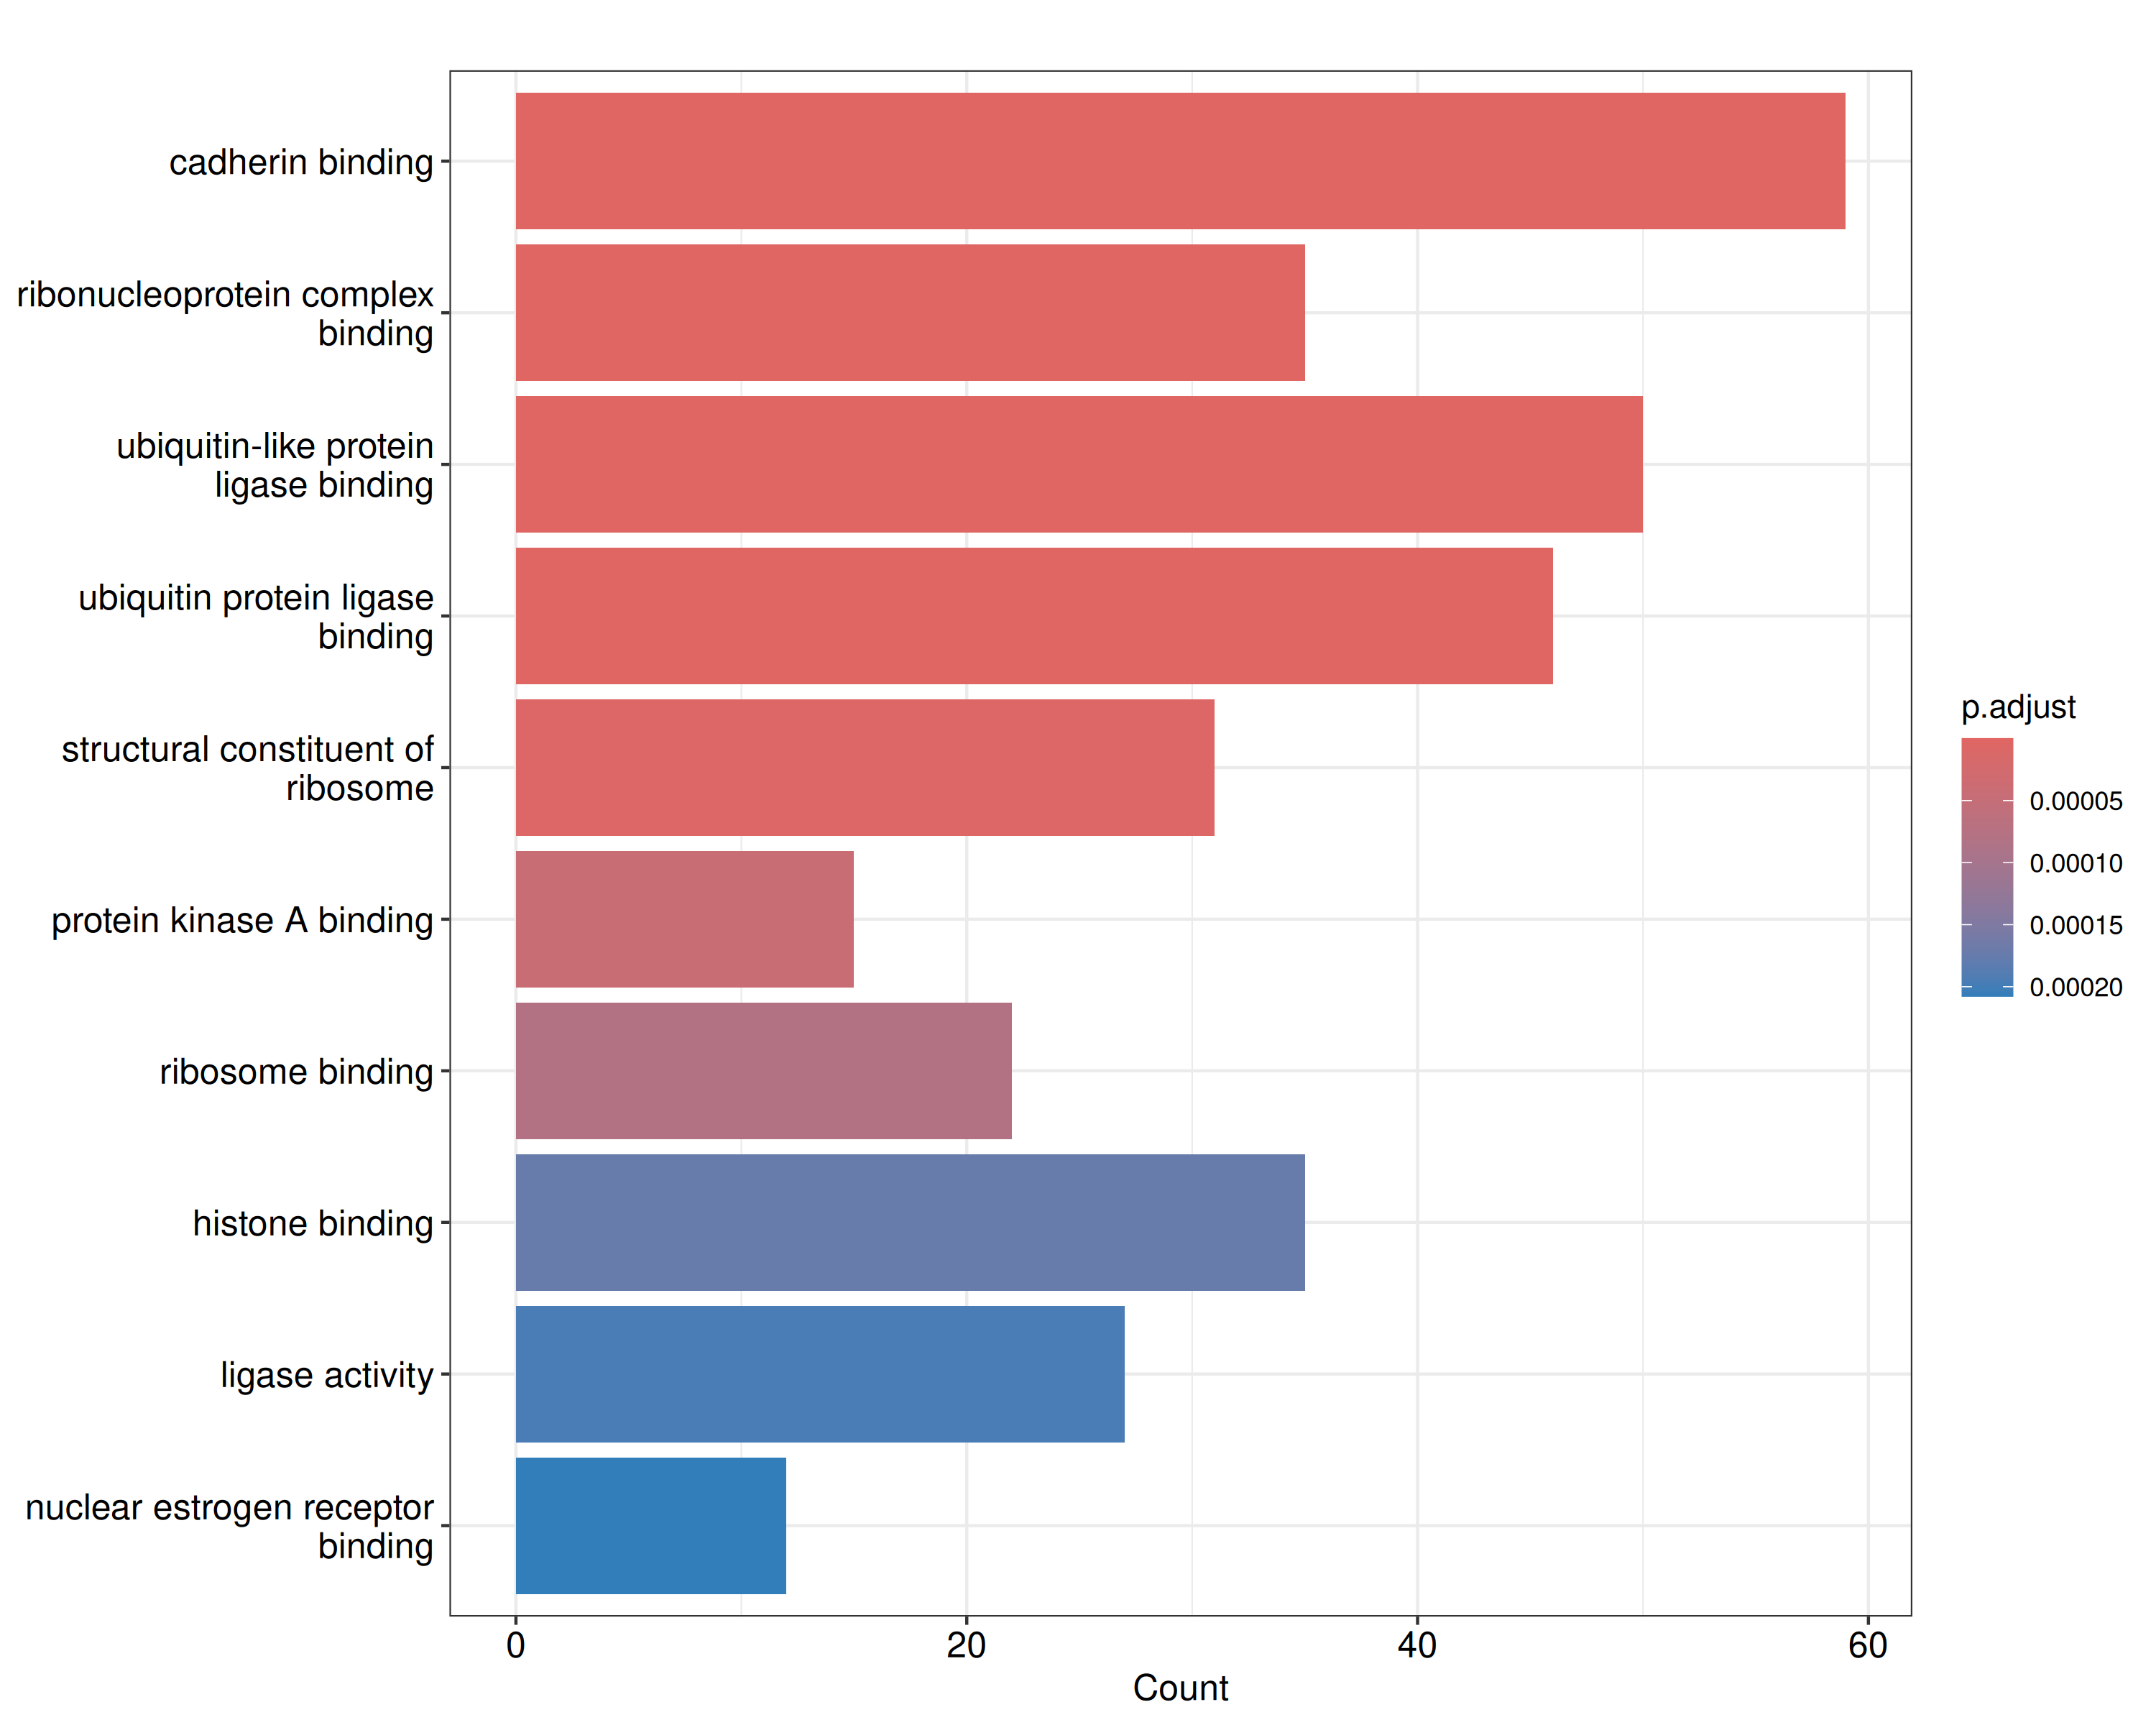 cadherin binding
ribonucleoprotein complex
binding
ubiquitin-like protein
ligase binding
ubiquitin protein ligase
binding
structural constituent of
ribosome
protein kinase A binding
ribosome binding
histone binding
ligase activity
nuclear estrogen receptor
binding
0 20 40 60
Count
p.adjust
0.00005
0.00010
0.00015
0.00020